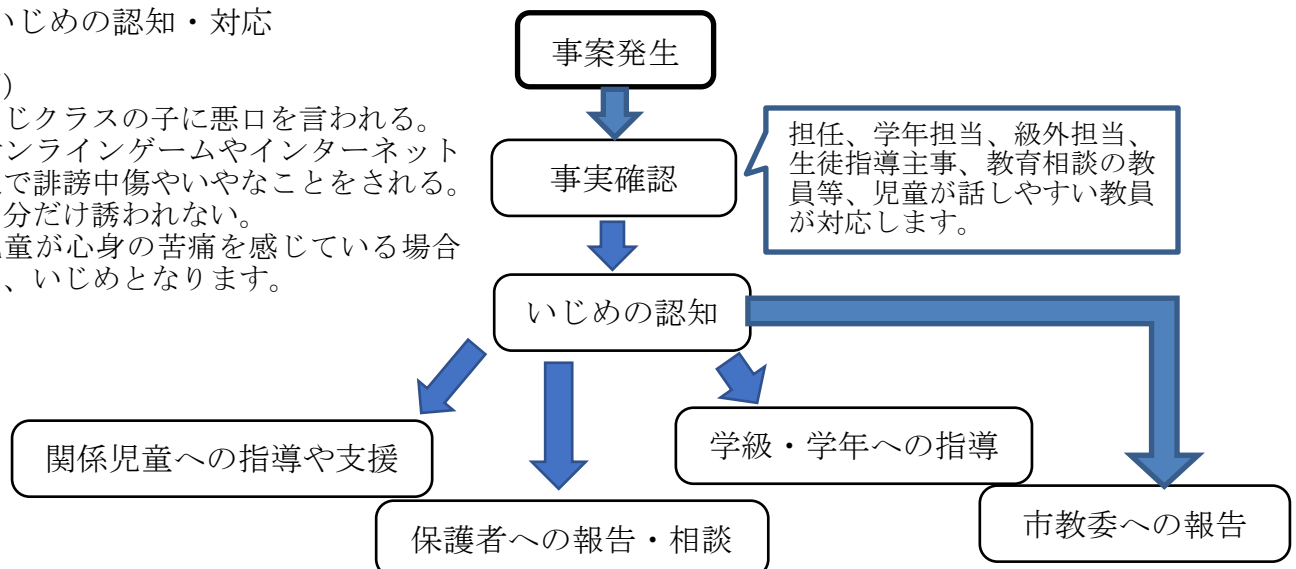 いじめの認知・対応
)
じクラスの子に悪口を言われる。
ンラインゲームやインターネット
で誹謗中傷やいやなことをされる。
分だけ誘われない。
童が心身の苦痛を感じている場合
、いじめとなります。
事案発生
事実確認
担任、学年担当、級外担当、
生徒指導主事、教育相談の教
員等、児童が話しやすい教員
が対応します。
いじめの認知
関係児童への指導や支援
保護者への報告・相談
学級・学年への指導
市教委への報告